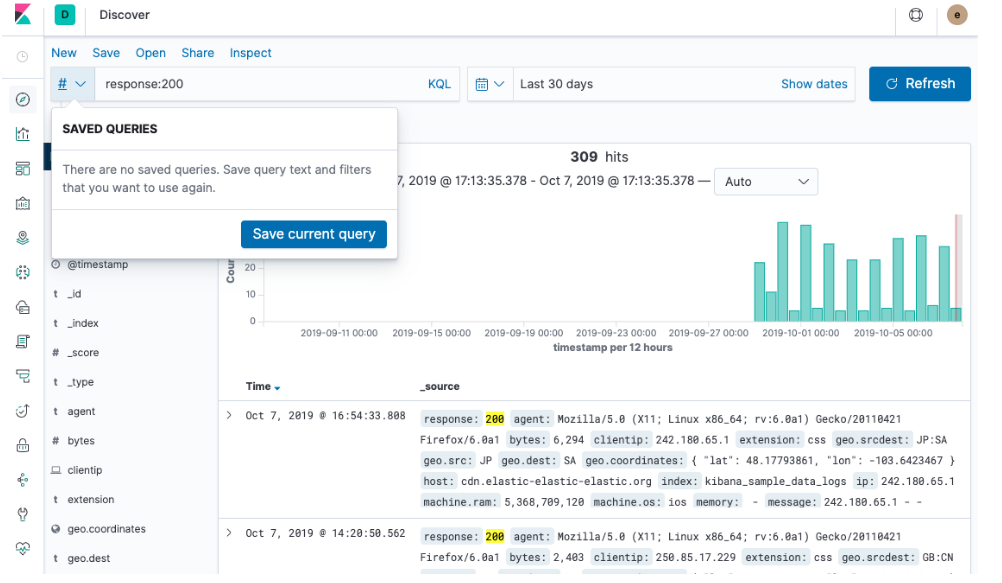 D Discover e
New Save Open Share Inspect
# response:200 KQL Last 30 days Show dates Refresh
SAVED QUERIES
There are no saved queries. Save query text and filters
that you want to use again.
Save current query
309 hits
7, 2019 @ 17:13:35.378 - Oct 7, 2019 @ 17:13:35.378 — Auto
Coun
20
10
0
2019-09-11 00:00 2019-09-15 00:00 2019-09-19 00:00 2019-09-23 00:00 2019-09-27 00:00 2019-10-01 00:00 2019-10-05 00:00
timestamp per 12 hours
@timestamp
t _id
t _index
# _score
t _type
t agent
# bytes
clientip
t extension
geo.coordinates
t geo.dest
Time _source
Oct 7, 2019 @ 16:54:33.808 response: 200 agent: Mozilla/5.0 (X11; Linux x86_64; rv:6.0a1) Gecko/20110421
Firefox/6.0a1 bytes: 6,294 clientip: 242.180.65.1 extension: css geo.srcdest: JP:SA
geo.src: JP geo.dest: SA geo.coordinates: { "lat": 48.17793861, "lon": -103.6423467 }
host: cdn.elastic-elastic-elastic.org index: kibana_sample_data_logs ip: 242.180.65.1
machine.ram: 5,368,709,120 machine.os: ios memory: - message: 242.180.65.1 - -
Oct 7, 2019 @ 14:20:50.562 response: 200 agent: Mozilla/5.0 (X11; Linux x86_64; rv:6.0a1) Gecko/20110421
Firefox/6.0a1 bytes: 2,403 clientip: 250.85.17.229 extension: css geo.srcdest: GB:CN